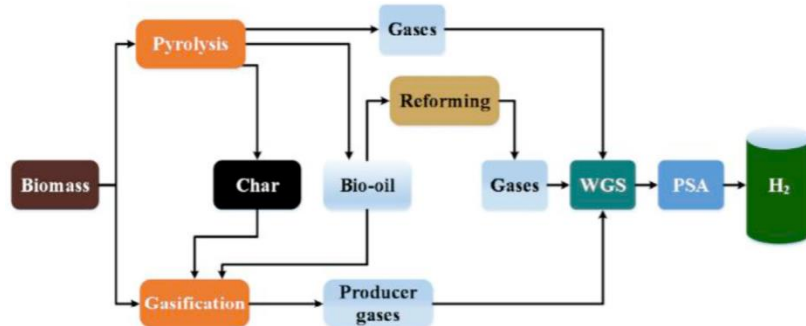 Gases
Pyrolysis
Reforming
Biomass
Char
Bio-oil
Gases
WGS
PSA
H₂
Gasification
Producer
gases